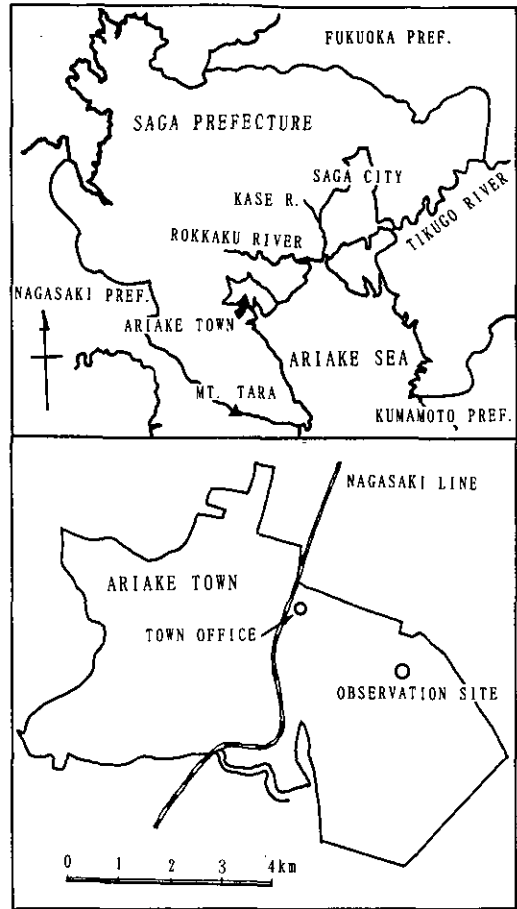 FUKUOKA PREF.
SAGA PREFECTURE
SAGA CITY
KASE R.
TIKUGO RIVER
ROKKAKU RIVER
NAGASAKI PREF.
ARIAKE TOWN
ARIAKE SEA
MT. TARA
KUMAMOTO PREF.
NAGASAKI LINE
ARIAKE TOWN
TOWN OFFICE
OBSERVATION SITE
0 1 2 3 4km